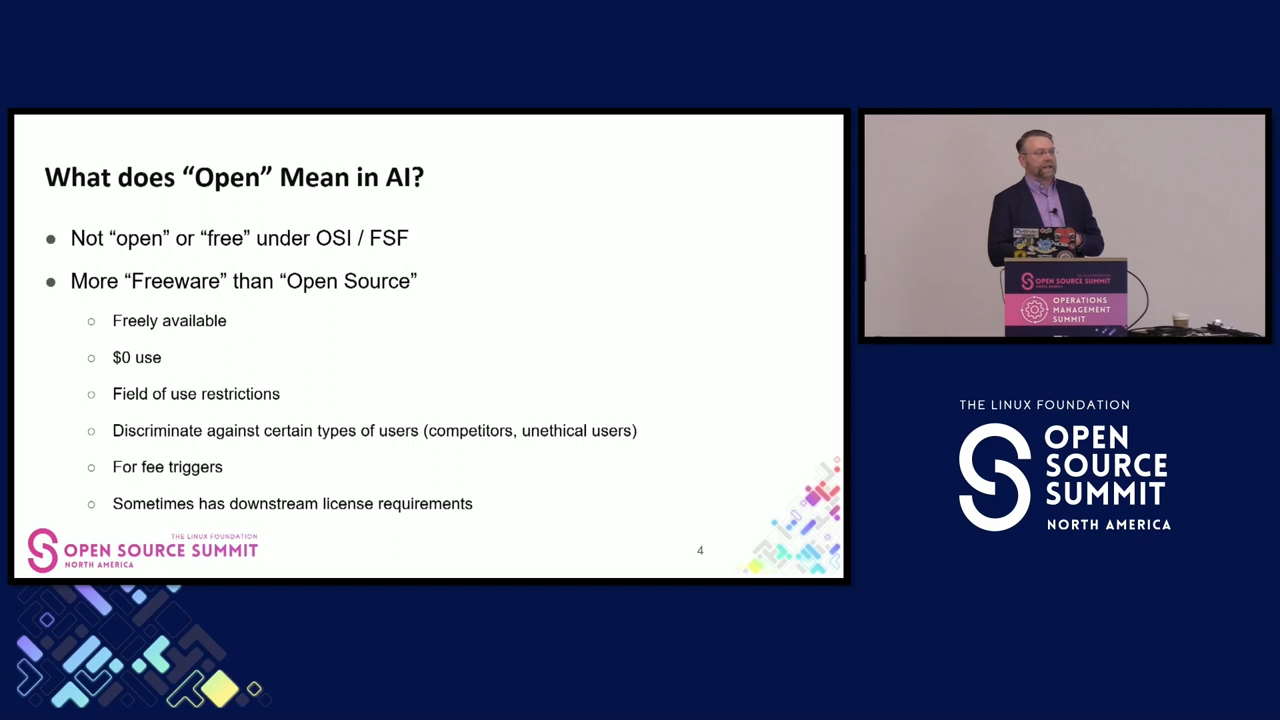 What does “Open” Mean in AI?
● Not “open” or “free” under OSI / FSF
● More “Freeware” than “Open Source”
○ Freely available
○ $0 use
○ Field of use restrictions
○ Discriminate against certain types of users (competitors, unethical users)
○ For fee triggers
○ Sometimes has downstream license requirements
THE LINUX FOUNDATION
OPEN SOURCE SUMMIT
NORTH AMERICA
4
OPEN SOURCE SUMMIT
NORTH AMERICA
OPERATIONS
MANAGEMENT
SUMMIT
THE LINUX FOUNDATION
OPEN
SOURCE
SUMMIT
NORTH AMERICA